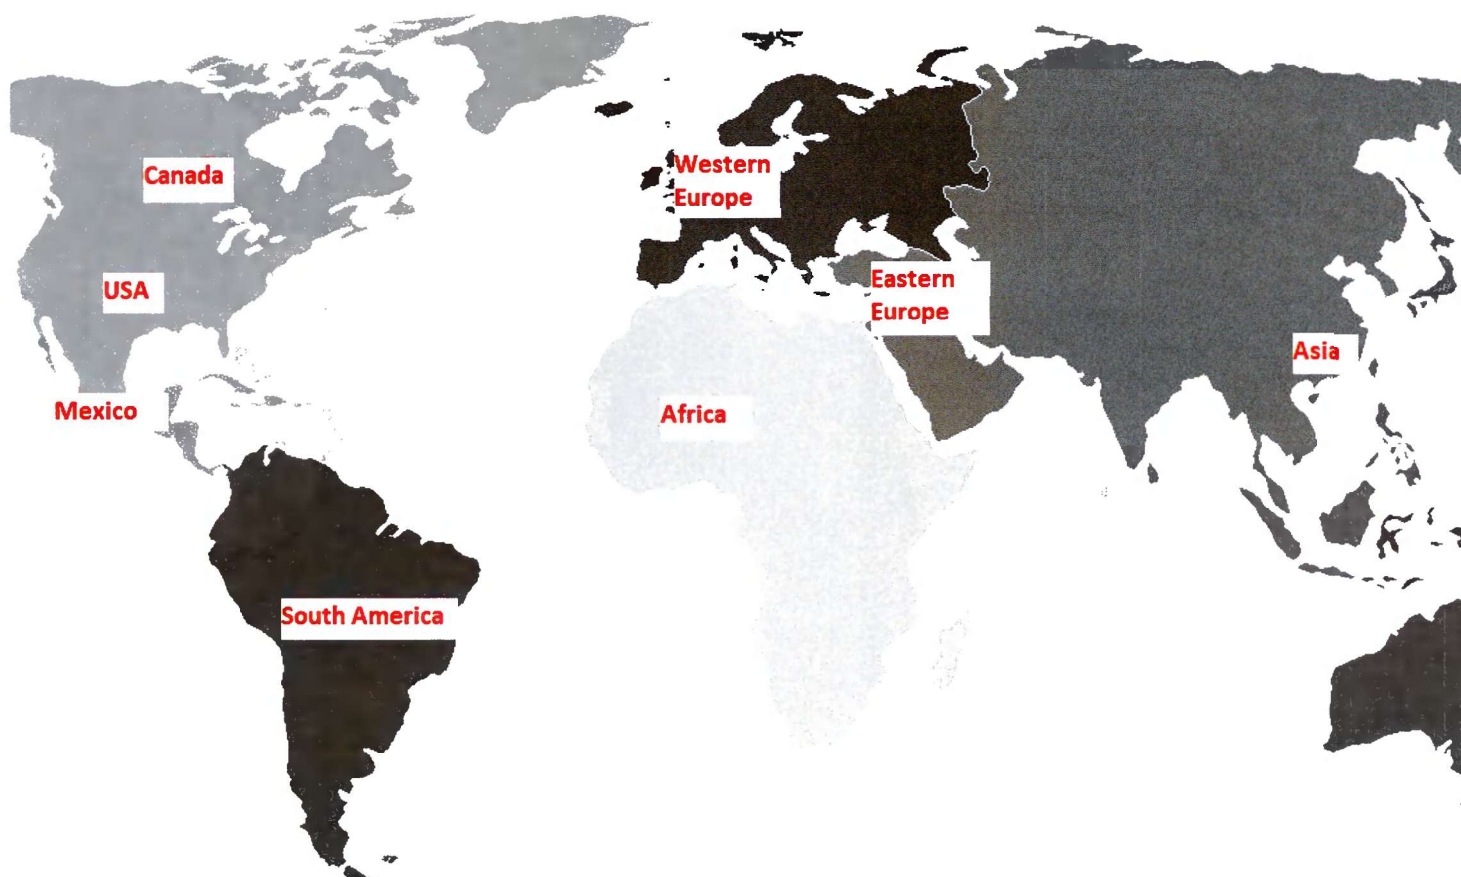 Canada
Western
Europe
USA
Eastern
Europe
Asia
Mexico
Africa
South America